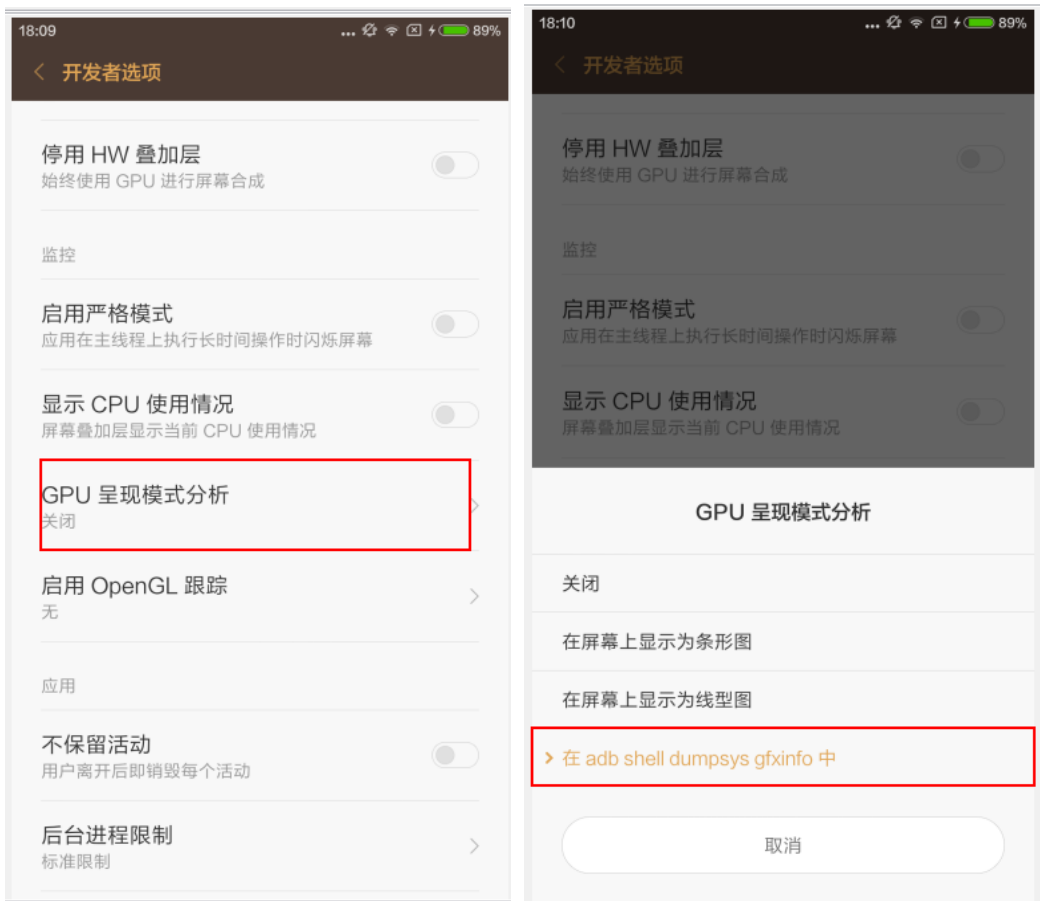 18:09
... 89%
开发者选项
停用 HW 叠加层
始终使用 GPU 进行屏幕合成
监控
启用严格模式
应用在主线程上执行长时间操作时闪烁屏幕
显示 CPU 使用情况
屏幕叠加层显示当前 CPU 使用情况
GPU 呈现模式分析
关闭
启用 OpenGL 跟踪
无
应用
不保留活动
用户离开后即销毁每个活动
后台进程限制
标准限制
18:10
... 89%
开发者选项
停用 HW 叠加层
始终使用 GPU 进行屏幕合成
监控
启用严格模式
应用在主线程上执行长时间操作时闪烁屏幕
显示 CPU 使用情况
屏幕叠加层显示当前 CPU 使用情况
GPU 呈现模式分析
关闭
在屏幕上显示为条形图
在屏幕上显示为线型图
在 adb shell dumpsys gfxinfo 中
取消